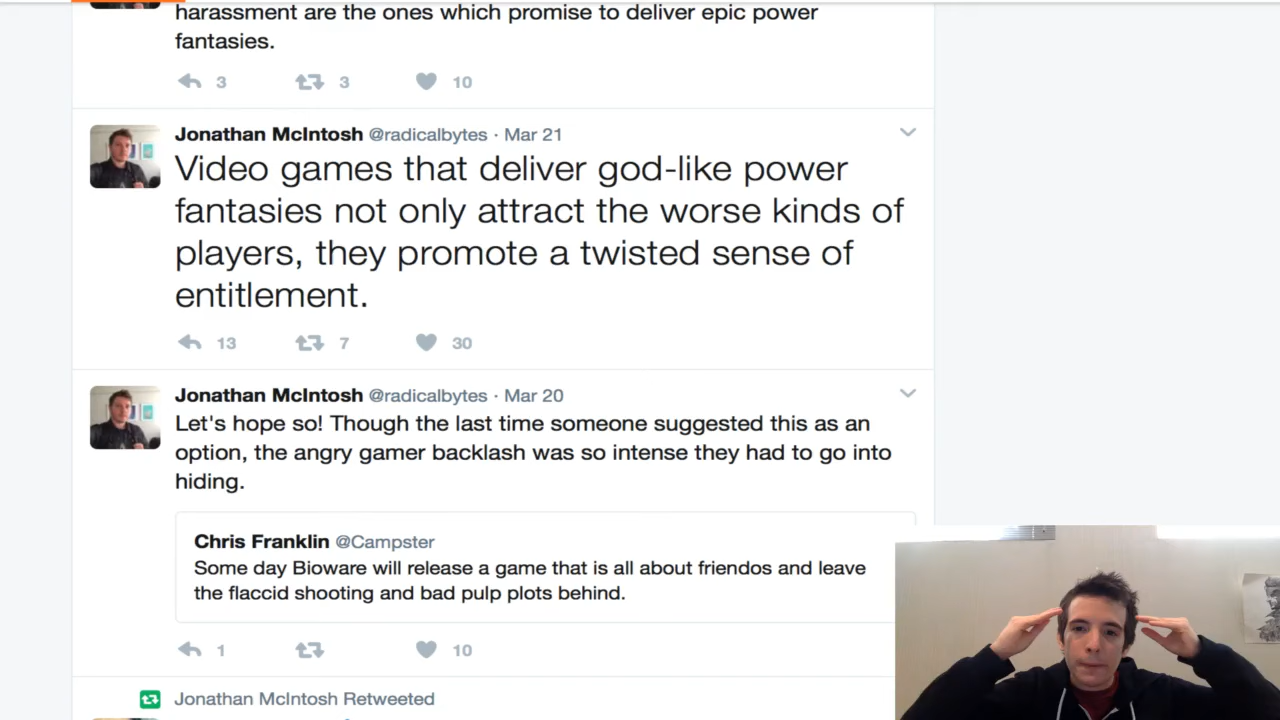 harassment are the ones which promise to deliver epic power
fantasies.
3 3 10
Jonathan McIntosh @radicalbytes · Mar 21
Video games that deliver god-like power
fantasies not only attract the worse kinds of
players, they promote a twisted sense of
entitlement.
13 7 30
Jonathan McIntosh @radicalbytes · Mar 20
Let's hope so! Though the last time someone suggested this as an
option, the angry gamer backlash was so intense they had to go into
hiding.
Chris Franklin @Campster
Some day Bioware will release a game that is all about friendos and leave
the flaccid shooting and bad pulp plots behind.
1 10
Jonathan McIntosh Retweeted